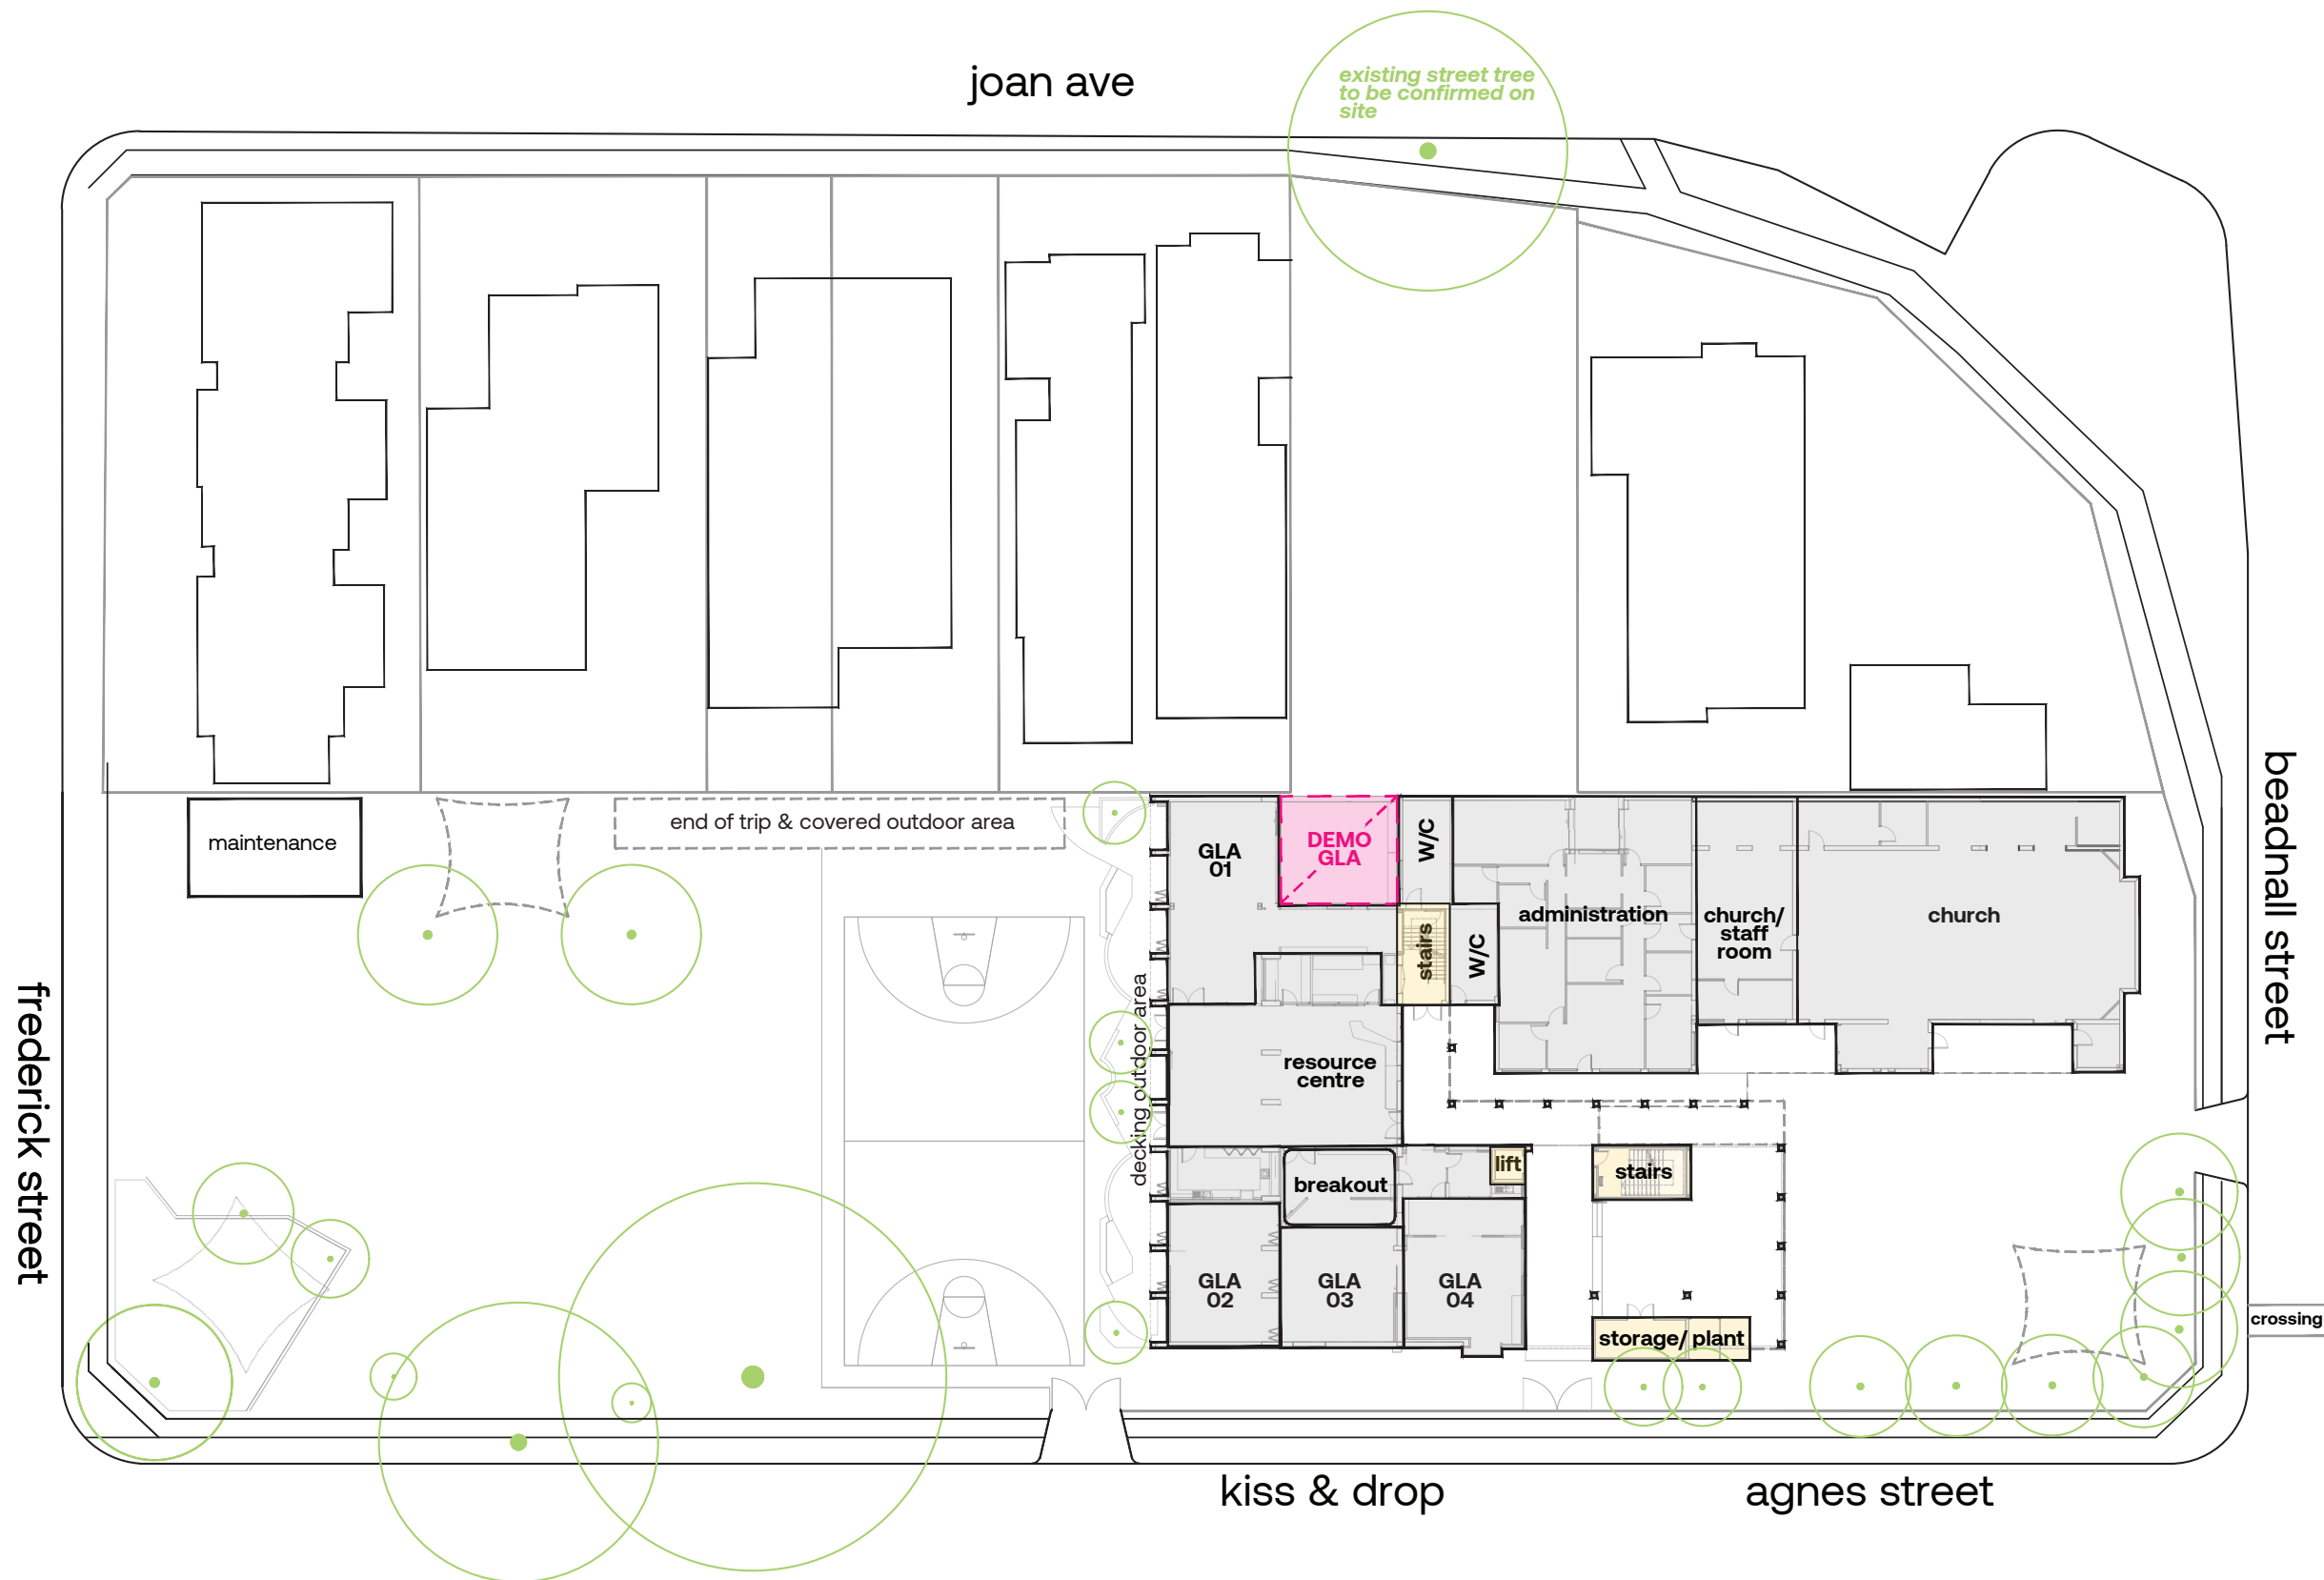 joan ave
existing street tree
to be confirmed on
site
beadnall street
maintenance
end of trip & covered outdoor area
GLA
01
DEMO
GLA
W/C
stairs
W/C
administration
church/
staff
room
church
frederick street
decking outdoor area
resource
centre
breakout
lift
stairs
GLA
02
GLA
03
GLA
04
storage/ plant
crossing
kiss & drop
agnes street